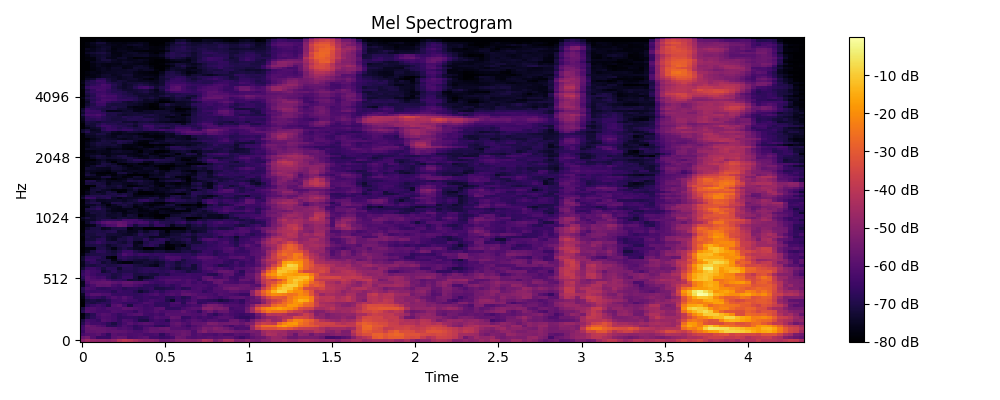 Mel Spectrogram
Hz
4096
2048
1024
512
0
0
0.5
1
1.5
2
2.5
3
3.5
4
Time
-10 dB
-20 dB
-30 dB
-40 dB
-50 dB
-60 dB
-70 dB
-80 dB